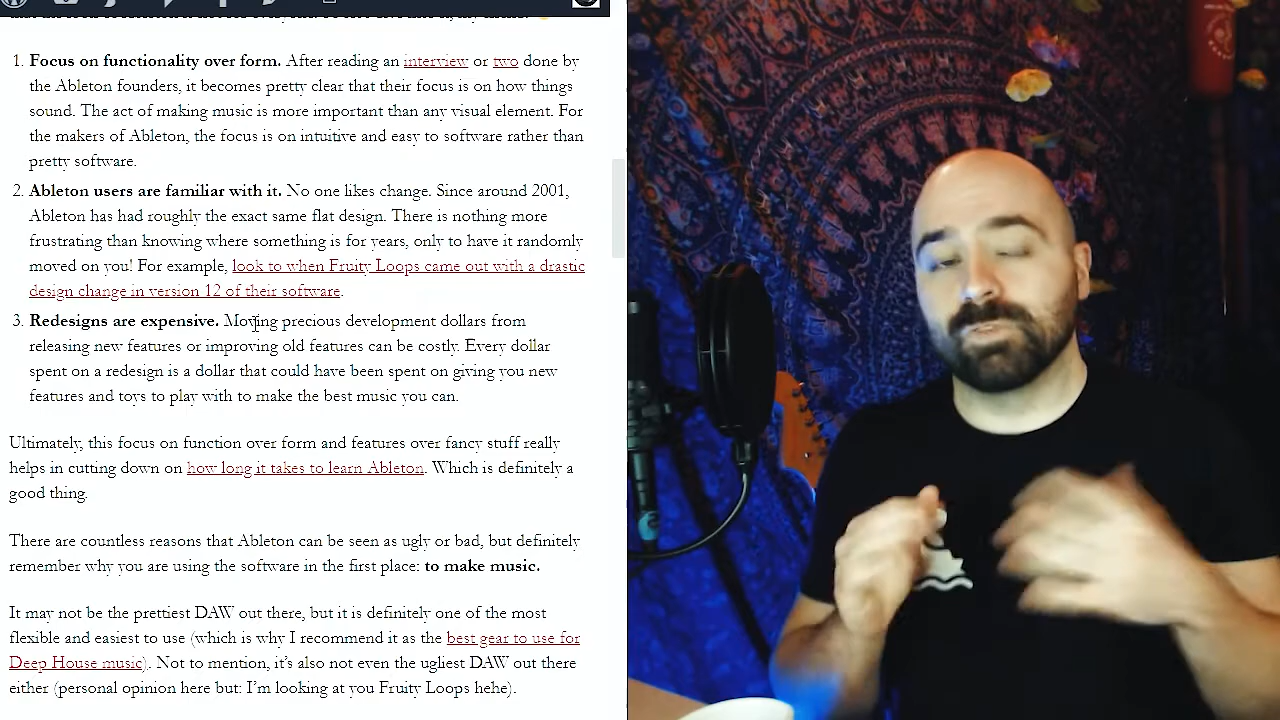 1. Focus on functionality over form. After reading an interview or two done by
the Ableton founders, it becomes pretty clear that their focus is on how things
sound. The act of making music is more important than any visual element. For
the makers of Ableton, the focus is on intuitive and easy to software rather than
pretty software.
2. Ableton users are familiar with it. No one likes change. Since around 2001,
Ableton has had roughly the exact same flat design. There is nothing more
frustrating than knowing where something is for years, only to have it randomly
moved on you! For example, look to when Fruity Loops came out with a drastic
design change in version 12 of their software.
3. Redesigns are expensive. Moving precious development dollars from
releasing new features or improving old features can be costly. Every dollar
spent on a redesign is a dollar that could have been spent on giving you new
features and toys to play with to make the best music you can.
Ultimately, this focus on function over form and features over fancy stuff really
helps in cutting down on how long it takes to learn Ableton. Which is definitely a
good thing.
There are countless reasons that Ableton can be seen as ugly or bad, but definitely
remember why you are using the software in the first place: to make music.
It may not be the prettiest DAW out there, but it is definitely one of the most
flexible and easiest to use (which is why I recommend it as the best gear to use for
Deep House music). Not to mention, it's also not even the ugliest DAW out there
either (personal opinion here but: I'm looking at you Fruity Loops hehe).